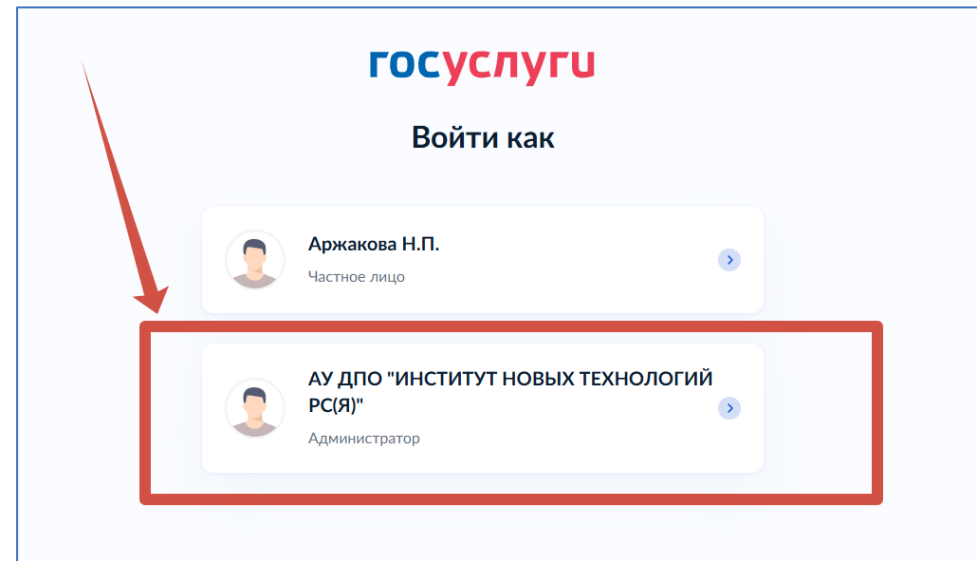 госуслуги
Войти как
Аржакова Н.П.
Частное лицо
АУ ДПО "ИНСТИТУТ НОВЫХ ТЕХНОЛОГИЙ
РС(Я)"
Администратор